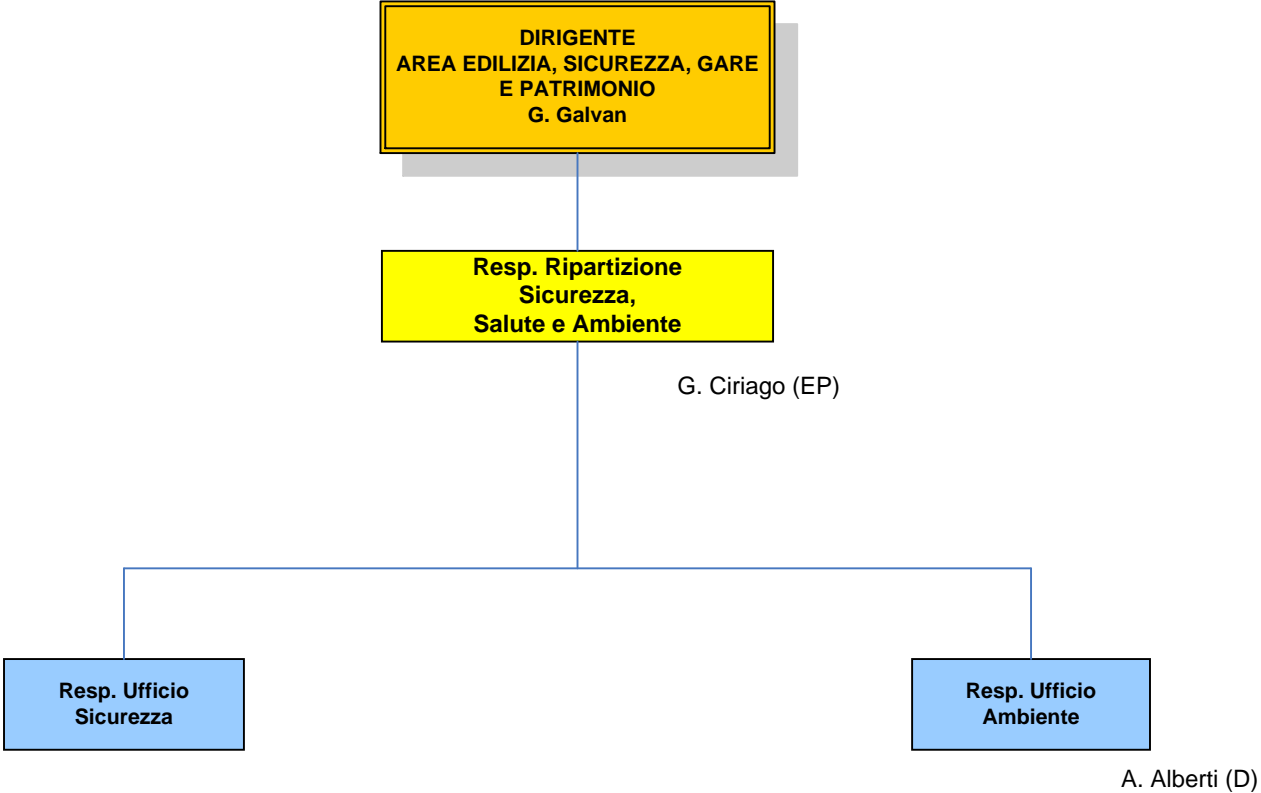 DIRIGENTE
AREA EDILIZIA, SICUREZZA, GARE
E PATRIMONIO
G. Galvan
Resp. Ripartizione
Sicurezza,
Salute e Ambiente
G. Ciriago (EP)
Resp. Ufficio
Sicurezza
Resp. Ufficio
Ambiente
A. Alberti (D)